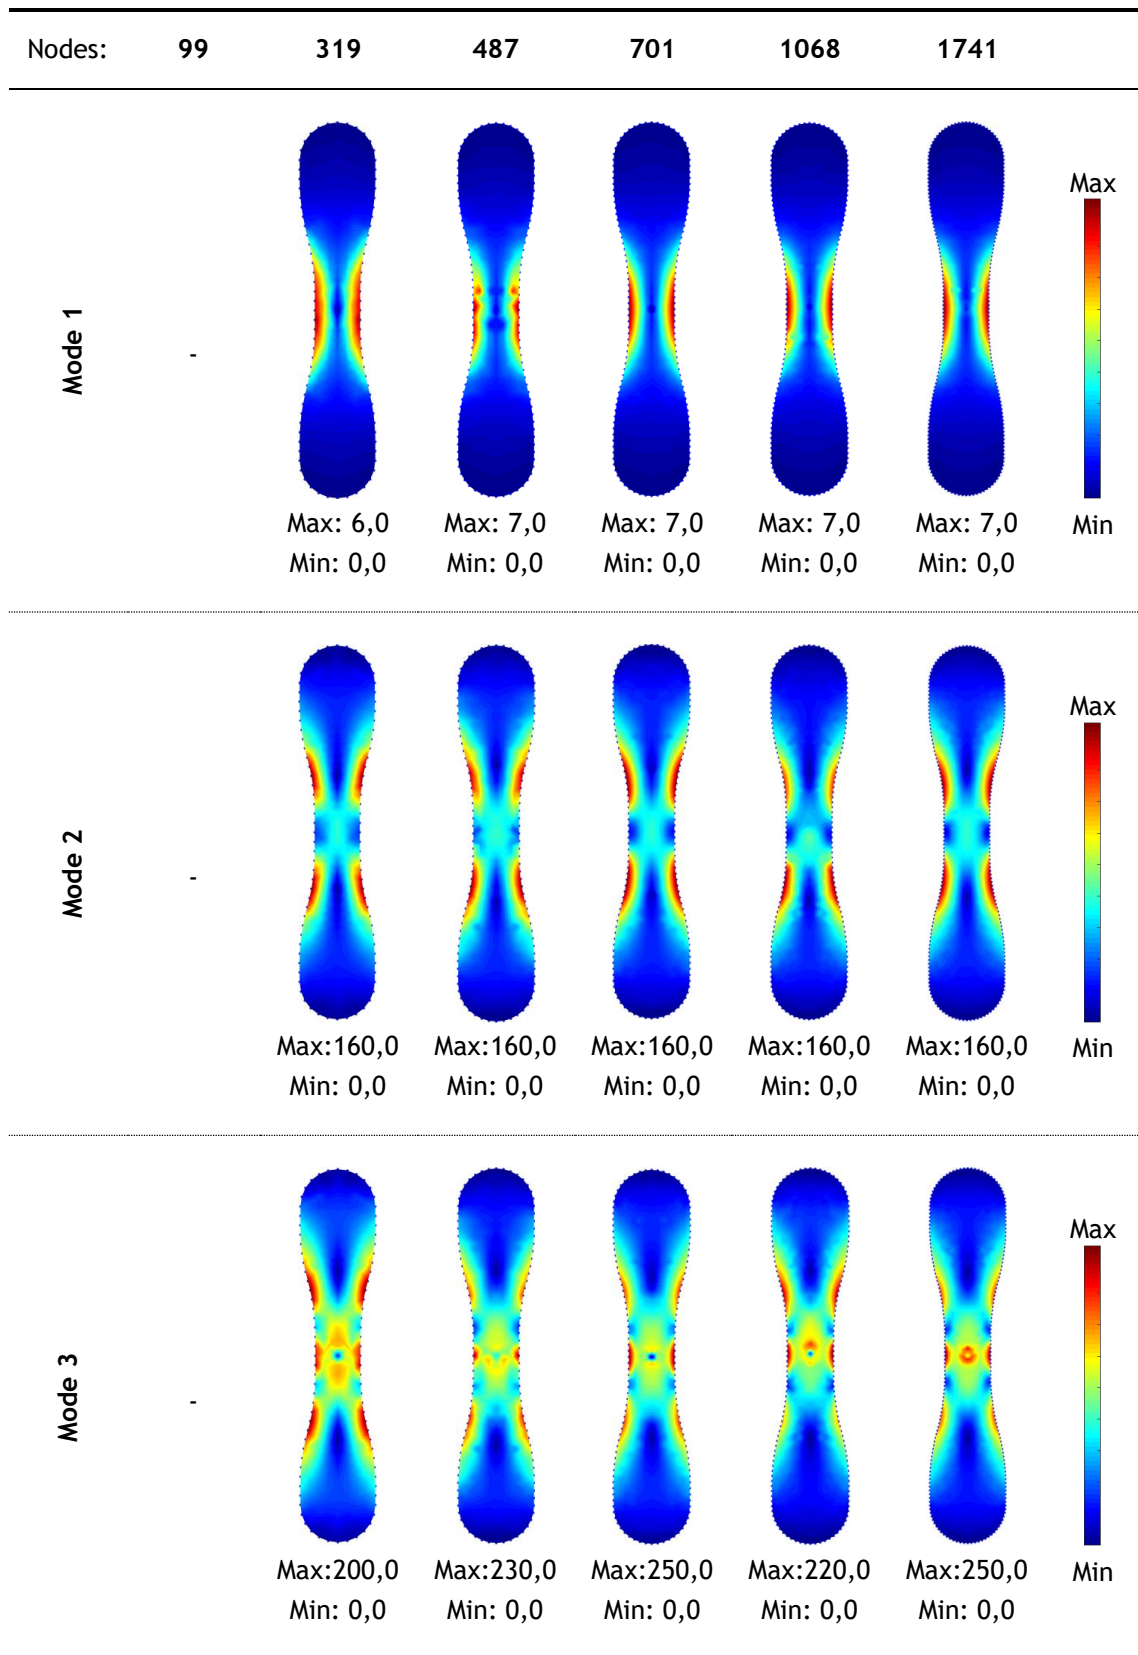 Nodes: 99 319 487 701 1068 1741
Mode 1
-
Max
Min
Max: 6,0 Max: 7,0 Max: 7,0 Max: 7,0 Max: 7,0
Min: 0,0 Min: 0,0 Min: 0,0 Min: 0,0 Min: 0,0
Mode 2
-
Max
Min
Max:160,0 Max:160,0 Max:160,0 Max:160,0 Max:160,0
Min: 0,0 Min: 0,0 Min: 0,0 Min: 0,0 Min: 0,0
Mode 3
-
Max
Min
Max:200,0 Max:230,0 Max:250,0 Max:220,0 Max:250,0
Min: 0,0 Min: 0,0 Min: 0,0 Min: 0,0 Min: 0,0